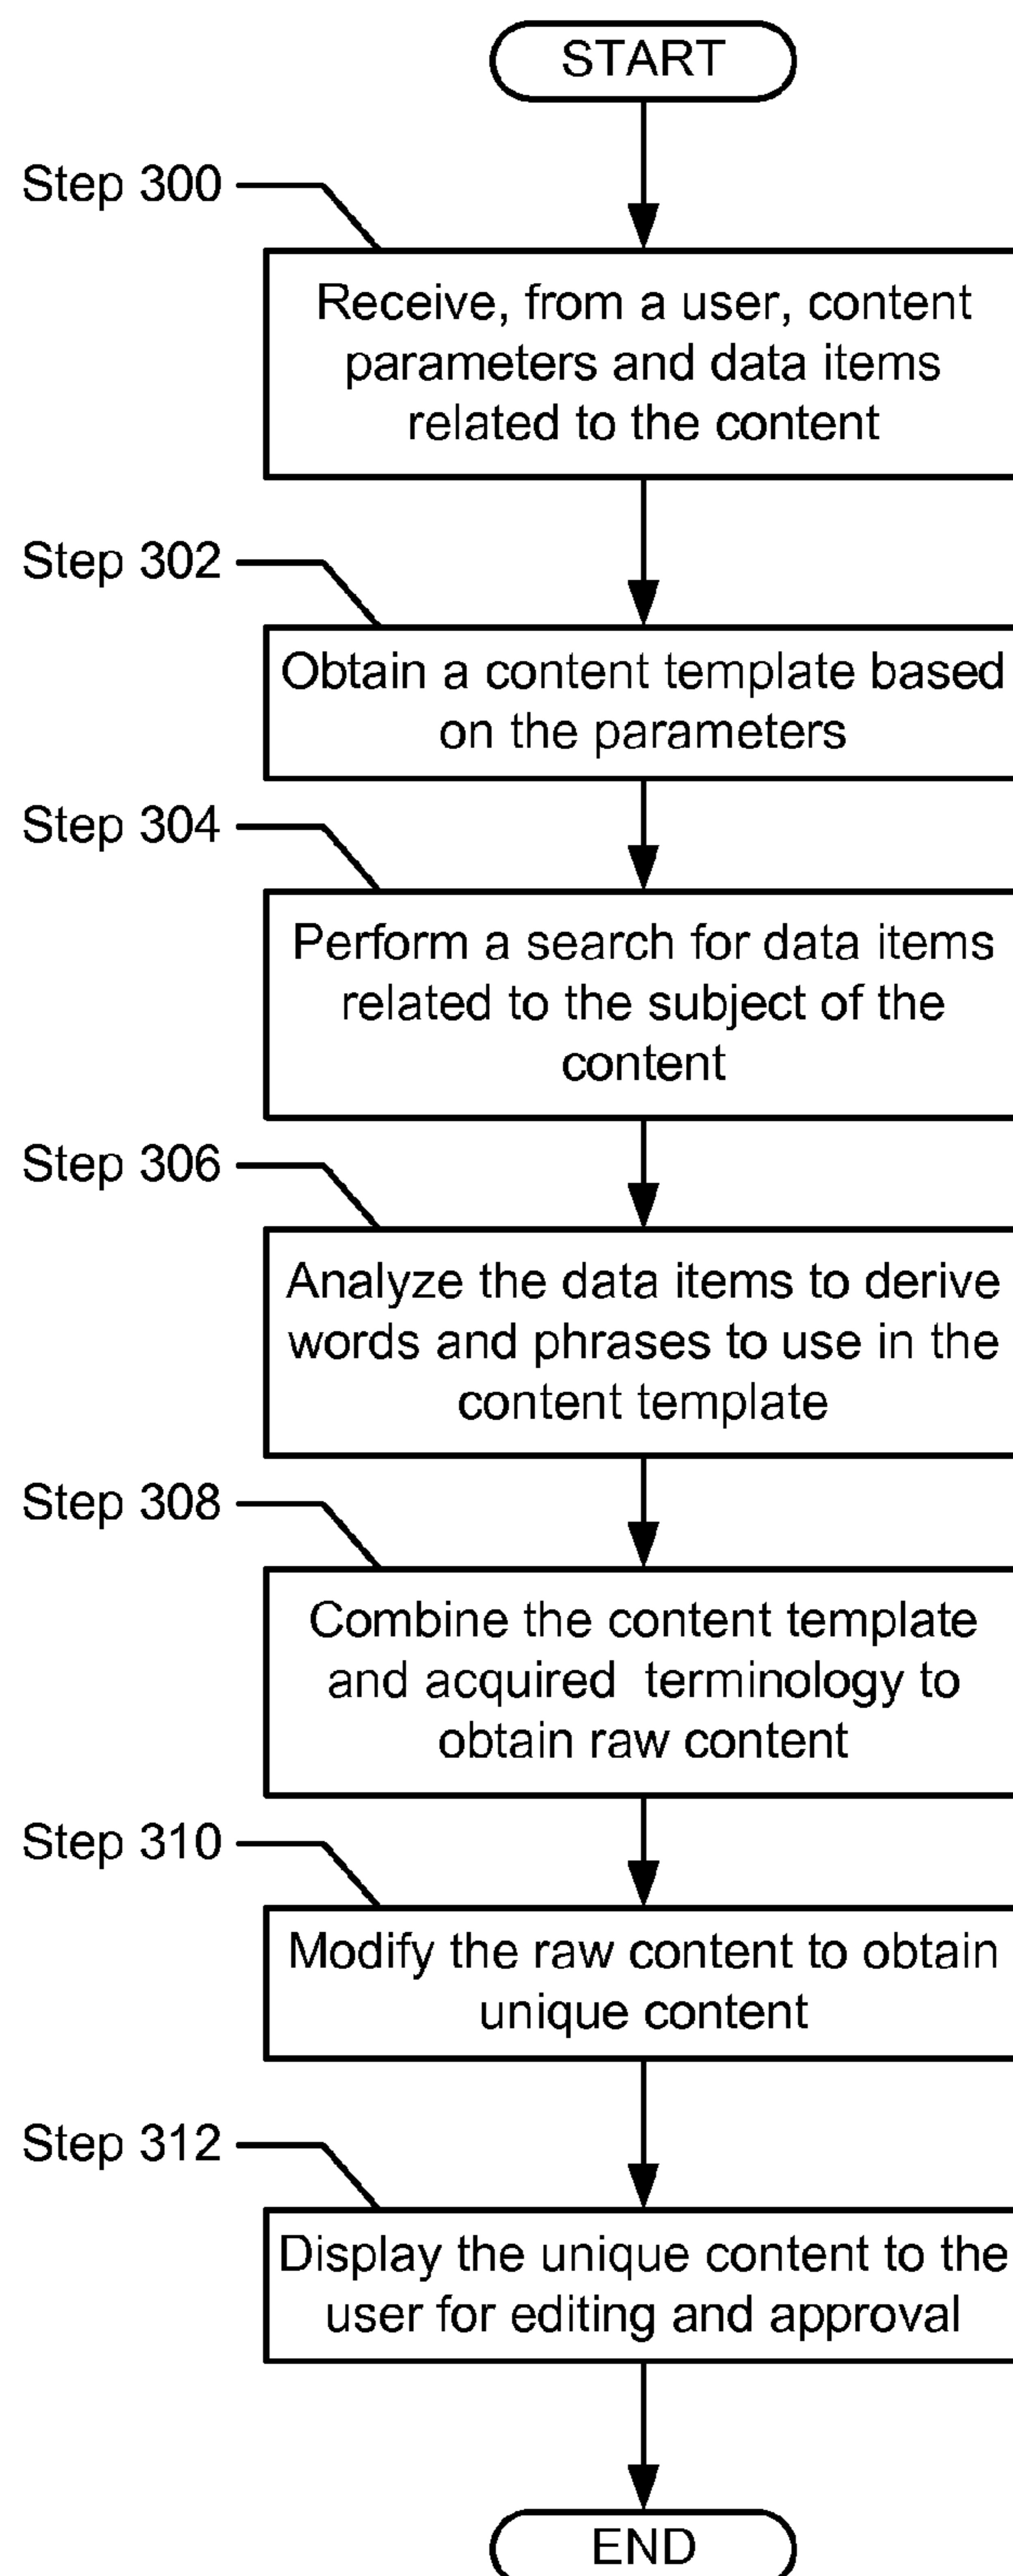 START
Step 300
Receive, from a user, content
parameters and data items
related to the content
Step 302
Obtain a content template based
on the parameters
Step 304
Perform a search for data items
related to the subject of the
content
Step 306
Analyze the data items to derive
words and phrases to use in the
content template
Step 308
Combine the content template
and acquired terminology to
obtain raw content
Step 310
Modify the raw content to obtain
unique content
Step 312
Display the unique content to the
user for editing and approval
END